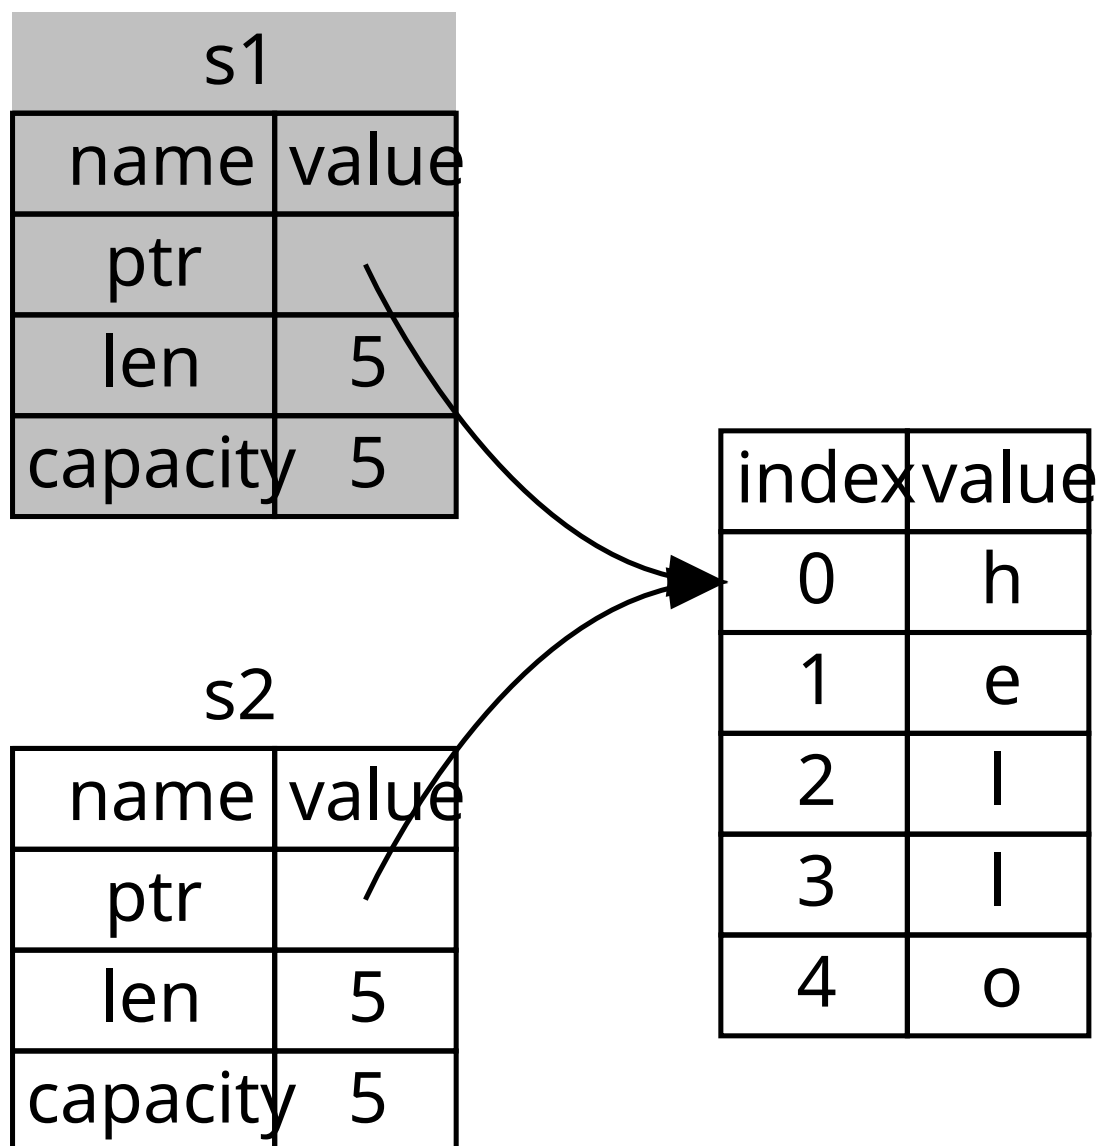 s1
name value
ptr
len 5
capacity 5
s2
name value
ptr
len 5
capacity 5
index value
0 h
1 e
2 l
3 l
4 o